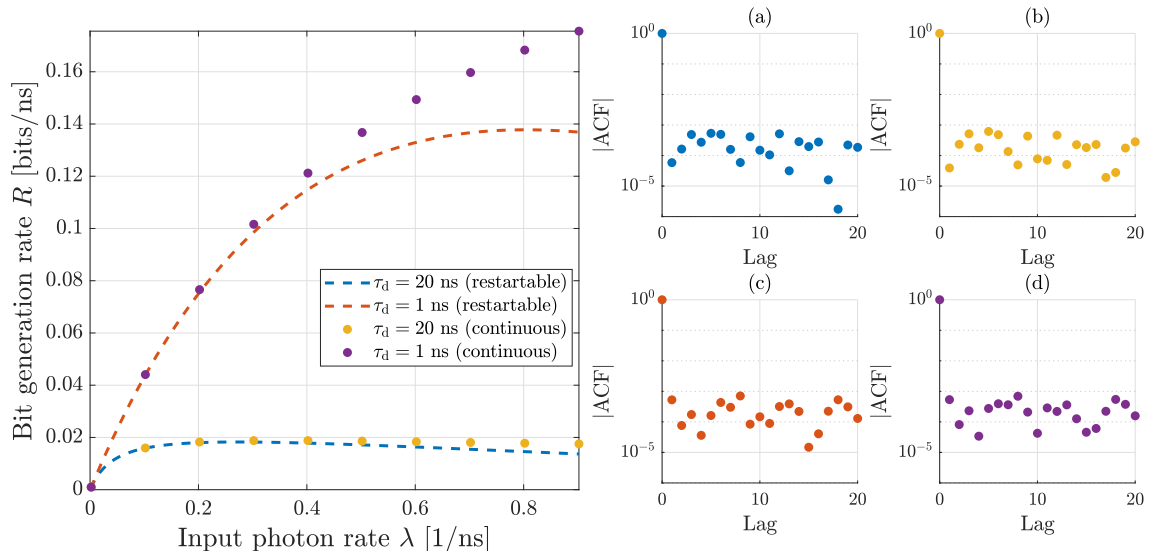 Bit generation rate R [bits/ns]
0.16
0.14
0.12
0.1
0.08
0.06
0.04
0.02
0
0 0.2 0.4 0.6 0.8
Input photon rate λ [1/ns]
τd = 20 ns (restartable)
τd = 1 ns (restartable)
τd = 20 ns (continuous)
τd = 1 ns (continuous)
(a)
|ACF|
10^0
10^-5
0 10 20
Lag
(b)
|ACF|
10^0
10^-5
0 10 20
Lag
(c)
|ACF|
10^0
10^-5
0 10 20
Lag
(d)
|ACF|
10^0
10^-5
0 10 20
Lag